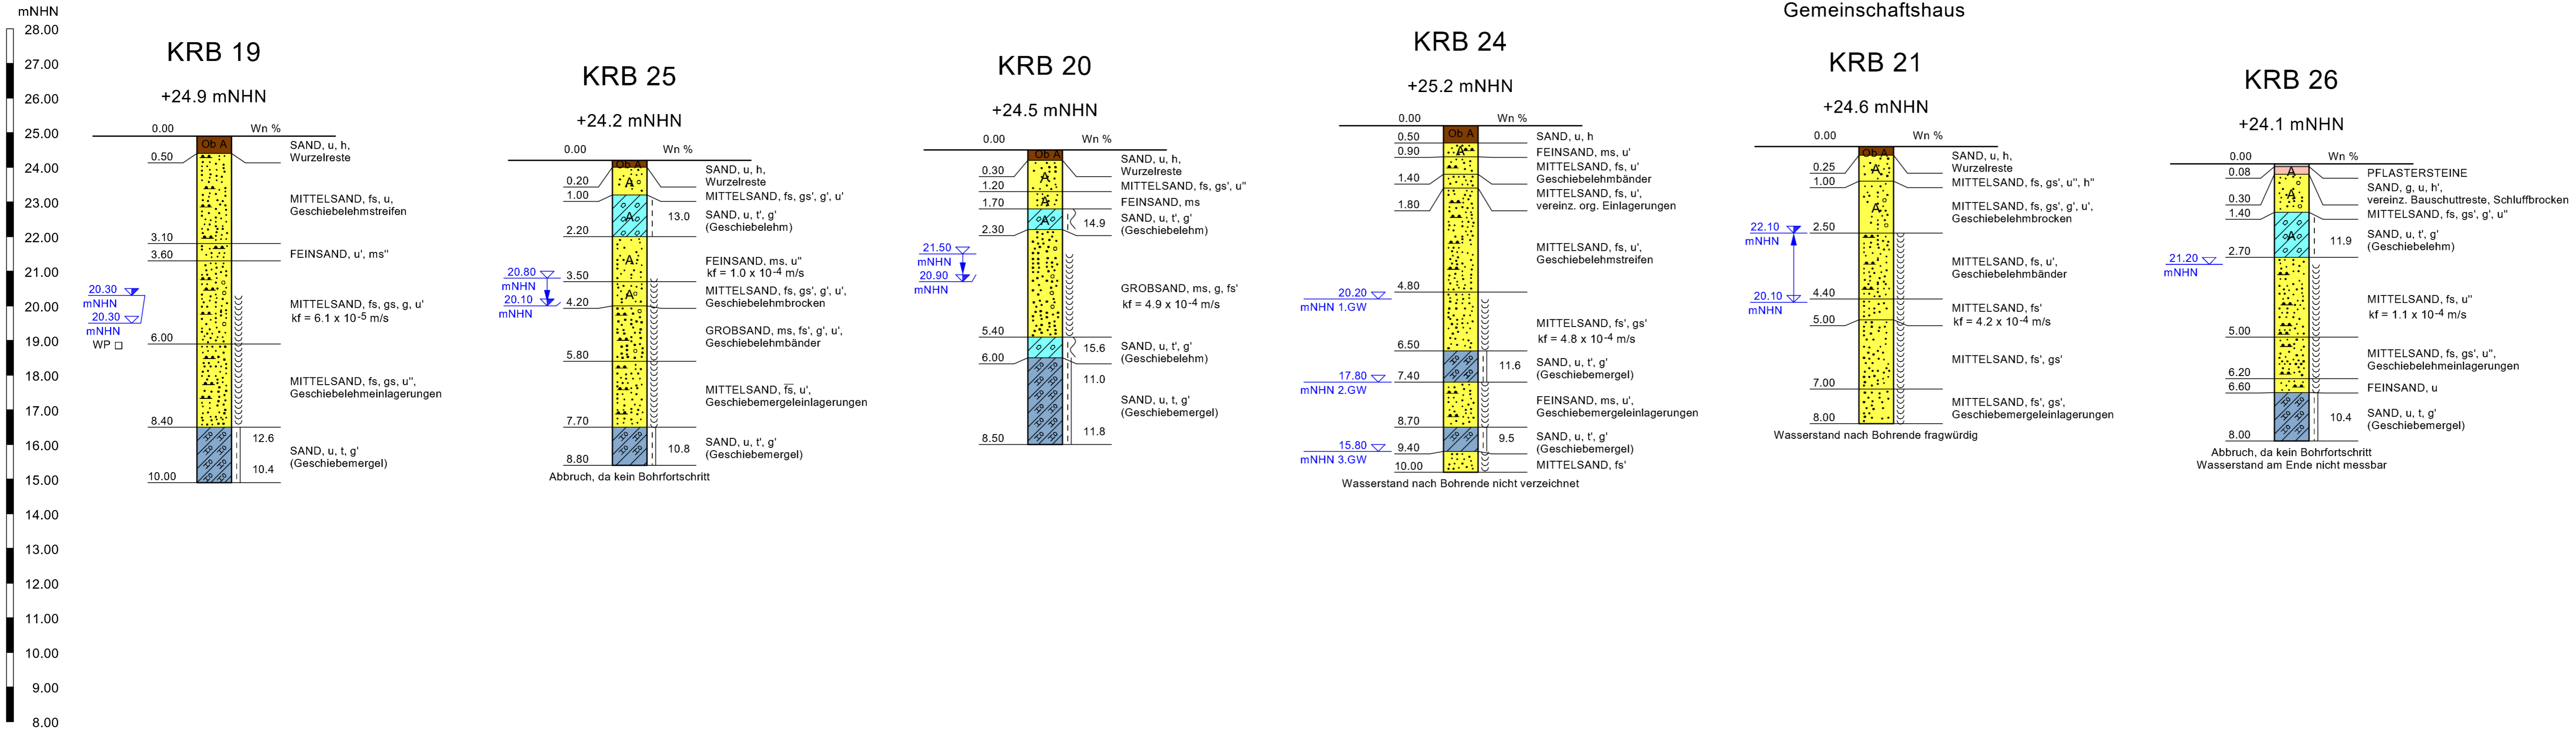 mNHN
28.00
27.00
26.00
25.00
24.00
23.00
22.00
21.00
20.00
19.00
18.00
17.00
16.00
15.00
14.00
13.00
12.00
11.00
10.00
9.00
8.00
KRB 19
+24.9 mNHN
0.00
Wn %
Ob A
0.50
SAND, u, h,
Wurzelreste
MITTELSAND, fs, u,
Geschiebelehmstreifen
3.10
3.60
FEINSAND, u', ms"
20.30
mNHN
20.30
mNHN
WP
MITTELSAND, fs, gs, g, u'
kf = 6.1 x 10-5 m/s
6.00
MITTELSAND, fs, gs, u",
Geschiebelehmeinlagerungen
8.40
12.6
SAND, u, t, g'
(Geschiebemergel)
10.4
10.00
KRB 25
+24.2 mNHN
0.00
Wn %
Ob A
0.20
SAND, u, h,
Wurzelreste
A
1.00
MITTELSAND, fs, gs', g', u'
13.0
SAND, u, t', g'
(Geschiebelehm)
A
2.20
A
FEINSAND, ms, u"
kf = 1.0 x 10-4 m/s
20.80
mNHN
3.50
MITTELSAND, fs, gs', g', u',
Geschiebelehmbrocken
A
20.10
mNHN
4.20
GROBSAND, ms, fs', g', u',
Geschiebelehmbänder
5.80
MITTELSAND, f̅s̅, u',
Geschiebemergeleinlagerungen
7.70
10.8
SAND, u, t', g'
(Geschiebemergel)
8.80
Abbruch, da kein Bohrfortschritt
KRB 20
+24.5 mNHN
0.00
Wn %
Ob A
0.30
SAND, u, h,
Wurzelreste
A
1.20
MITTELSAND, fs, gs', u"
A
1.70
FEINSAND, ms
A
14.9
SAND, u, t', g'
(Geschiebelehm)
2.30
21.50
mNHN
20.90
mNHN
GROBSAND, ms, g, fs'
kf = 4.9 x 10-4 m/s
5.40
15.6
SAND, u, t', g'
(Geschiebelehm)
6.00
11.0
SAND, u, t, g'
(Geschiebemergel)
11.8
8.50
KRB 24
+25.2 mNHN
0.00
Wn %
Ob A
0.50
SAND, u, h
A
0.90
FEINSAND, ms, u'
MITTELSAND, fs, u'
Geschiebelehmbänder
1.40
MITTELSAND, fs, u',
vereinz. org. Einlagerungen
1.80
MITTELSAND, fs, u',
Geschiebelehmstreifen
4.80
20.20
mNHN 1.GW
MITTELSAND, fs', gs'
kf = 4.8 x 10-4 m/s
6.50
11.6
SAND, u, t', g'
(Geschiebemergel)
17.80
mNHN 2.GW
7.40
FEINSAND, ms, u',
Geschiebemergeleinlagerungen
8.70
9.5
SAND, u, t', g'
(Geschiebemergel)
15.80
mNHN 3.GW
9.40
MITTELSAND, fs'
10.00
Wasserstand nach Bohrende nicht verzeichnet
Gemeinschaftshaus
KRB 21
+24.6 mNHN
0.00
Wn %
Ob A
0.25
SAND, u, h,
Wurzelreste
A
1.00
MITTELSAND, fs, gs', u", h"
A
MITTELSAND, fs, gs', g', u',
Geschiebelehmbrocken
22.10
mNHN
2.50
MITTELSAND, fs, u',
Geschiebelehmbänder
20.10
mNHN
4.40
MITTELSAND, fs'
kf = 4.2 x 10-4 m/s
5.00
MITTELSAND, fs', gs'
7.00
MITTELSAND, fs', gs',
Geschiebemergeleinlagerungen
8.00
Wasserstand nach Bohrende fragwürdig
KRB 26
+24.1 mNHN
0.00
Wn %
A
0.08
PFLASTERSTEINE
A
SAND, g, u, h',
vereinz. Bauschuttreste, Schluffbrocken
0.30
1.40
MITTELSAND, fs, gs', g', u"
A
11.9
SAND, u, t', g'
(Geschiebelehm)
2.70
21.20
mNHN
MITTELSAND, fs, u"
kf = 1.1 x 10-4 m/s
5.00
MITTELSAND, fs, gs', u",
Geschiebelehmeinlagerungen
6.20
6.60
FEINSAND, u
10.4
SAND, u, t, g'
(Geschiebemergel)
8.00
Abbruch, da kein Bohrfortschritt
Wasserstand am Ende nicht messbar